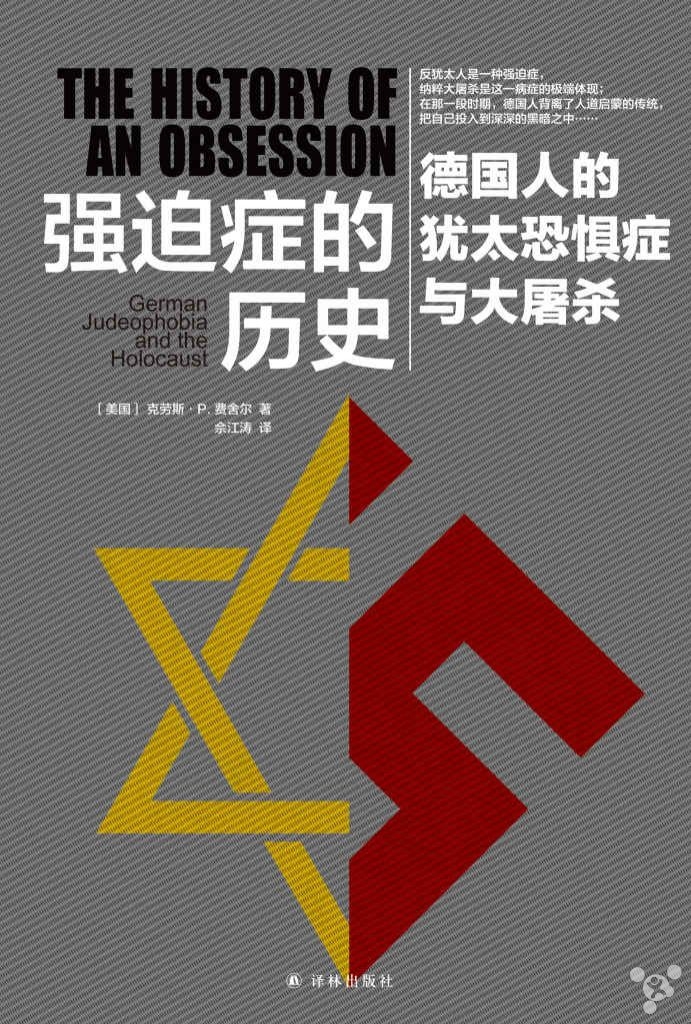 THE HISTORY OF
AN OBSESSION
强迫症的
历史
German
Judeophobia
and the
Holocaust
反犹太人是一种强迫症，
纳粹大屠杀是这一病症的极端体现；
在那一段时期，德国人背离了人道启蒙的传统，
把自己投入到深深的黑暗之中……
德国人的
犹太恐惧症
与大屠杀
［美国］克劳斯·P. 费舍尔 著
佘江涛 译
译林出版社